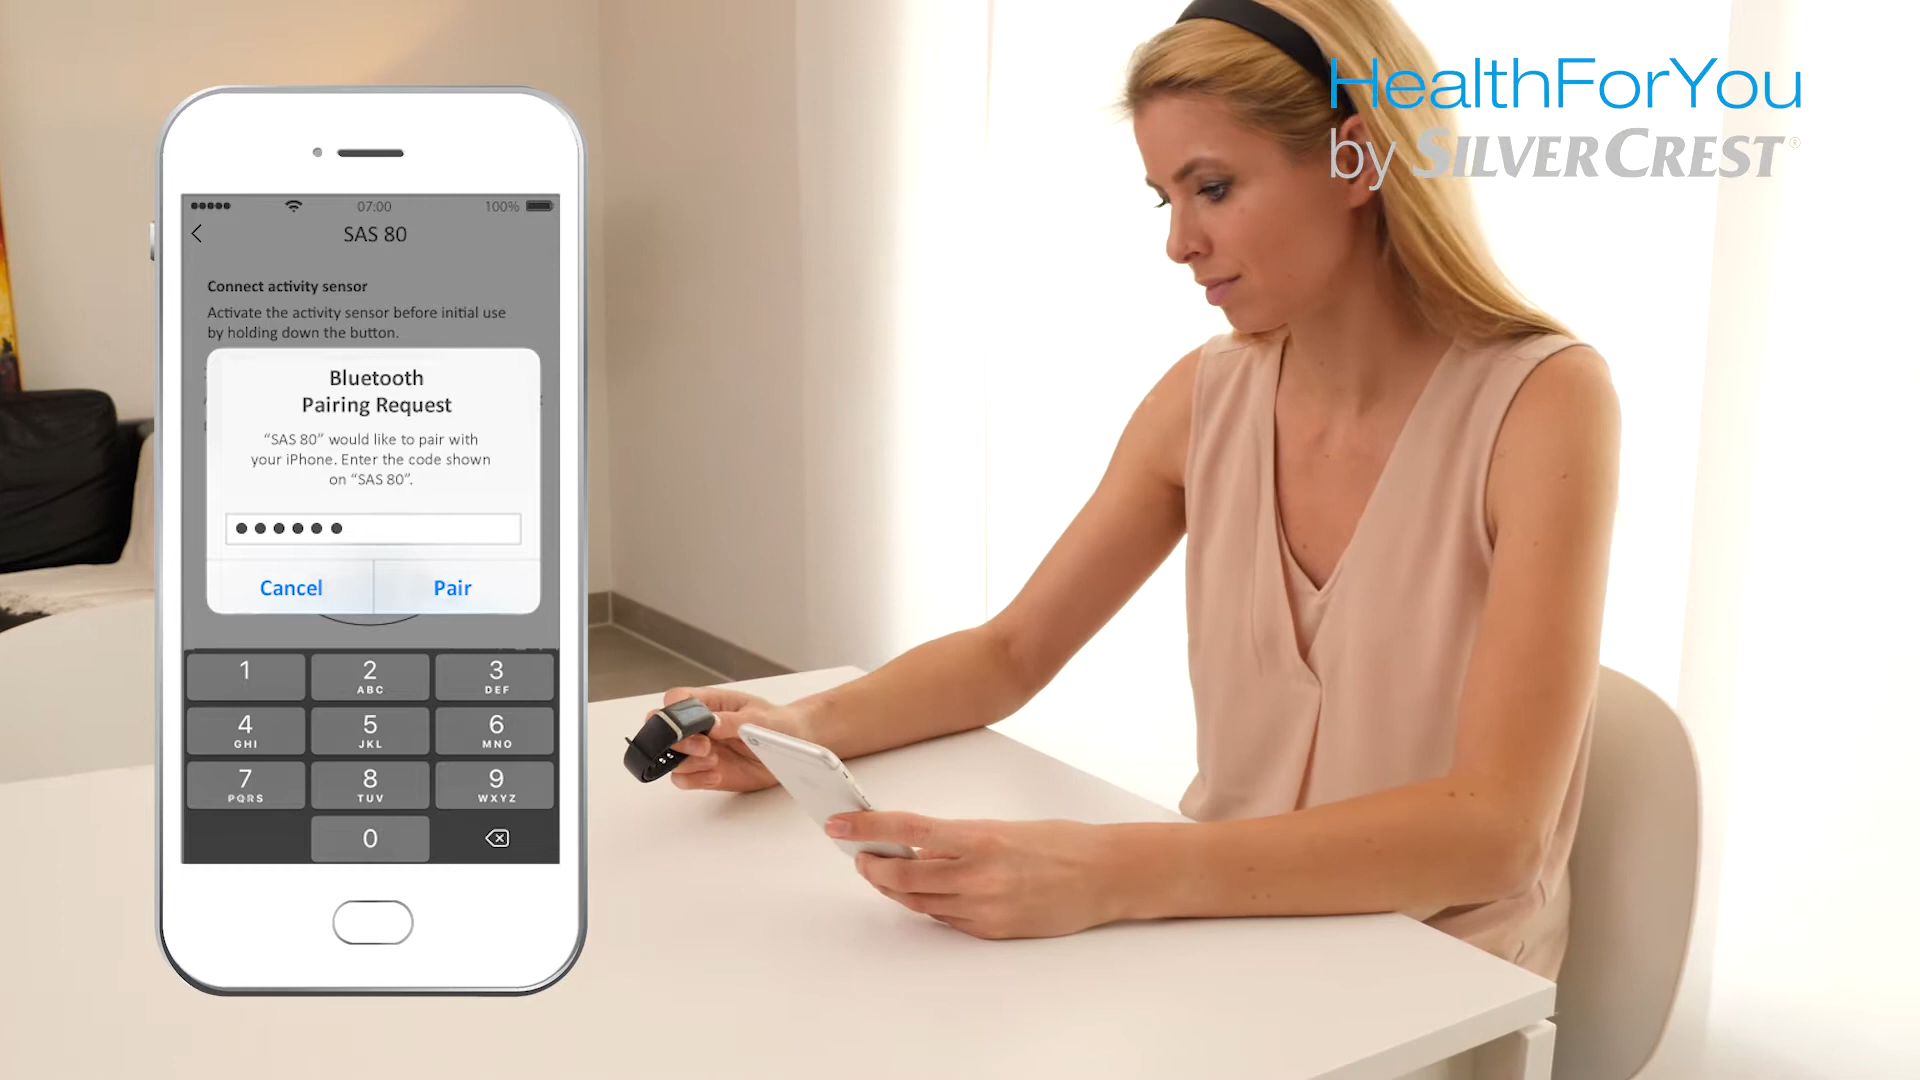 HealthForYou
by SILVERCREST®
07:00
100%
SAS 80
Connect activity sensor
Activate the activity sensor before initial use
by holding down the button.
Bluetooth
Pairing Request
“SAS 80” would like to pair with
your iPhone. Enter the code shown
on “SAS 80”.
Cancel
Pair
1
2
3
ABC
DEF
4
5
6
GHI
JKL
MNO
7
8
9
PQRS
TUV
WXYZ
0